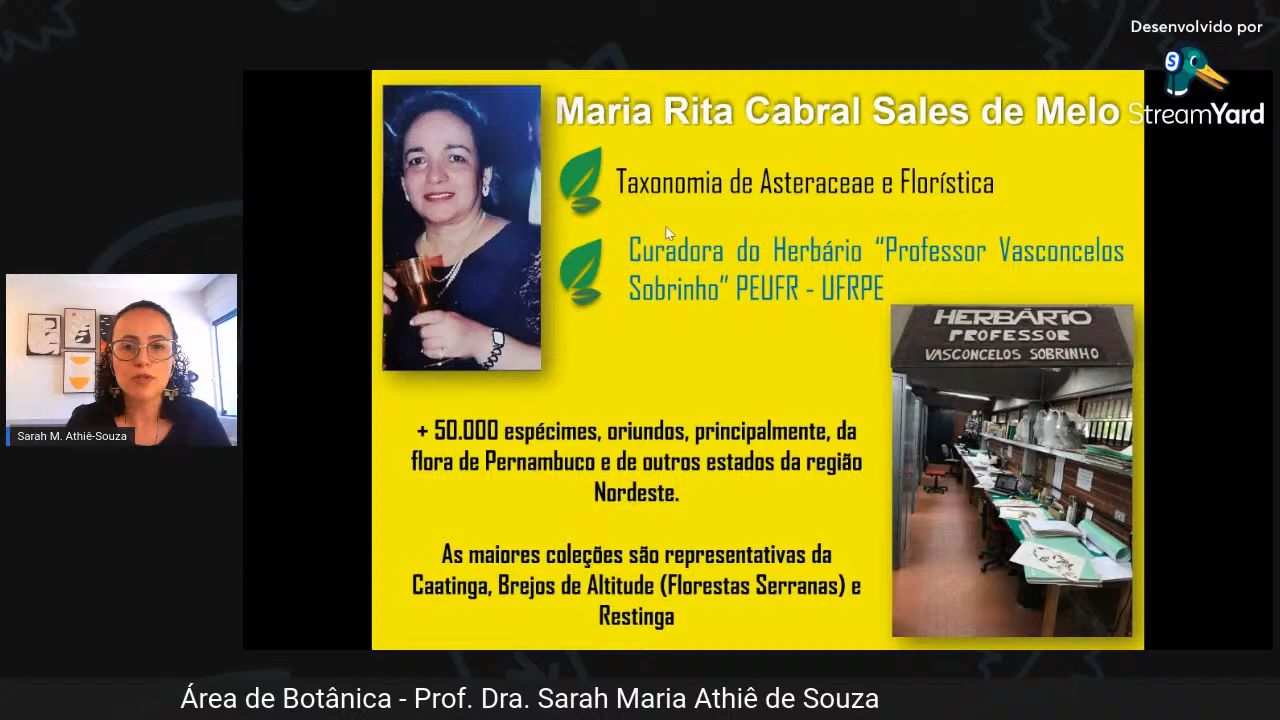 Desenvolvido por
StreamYard
Maria Rita Cabral Sales de Melo
Taxonomia de Asteraceae e Florística
Curadora do Herbário “Professor Vasconcelos
Sobrinho” PEUFR - UFRPE
HERBÁRIO
PROFESSOR
VASCONCELOS SOBRINHO
+ 50.000 espécimes, oriundos, principalmente, da
flora de Pernambuco e de outros estados da região
Nordeste.
As maiores coleções são representativas da
Caatinga, Brejos de Altitude (Florestas Serranas) e
Restinga
Sarah M. Athiê-Souza
Área de Botânica - Prof. Dra. Sarah Maria Athiê de Souza